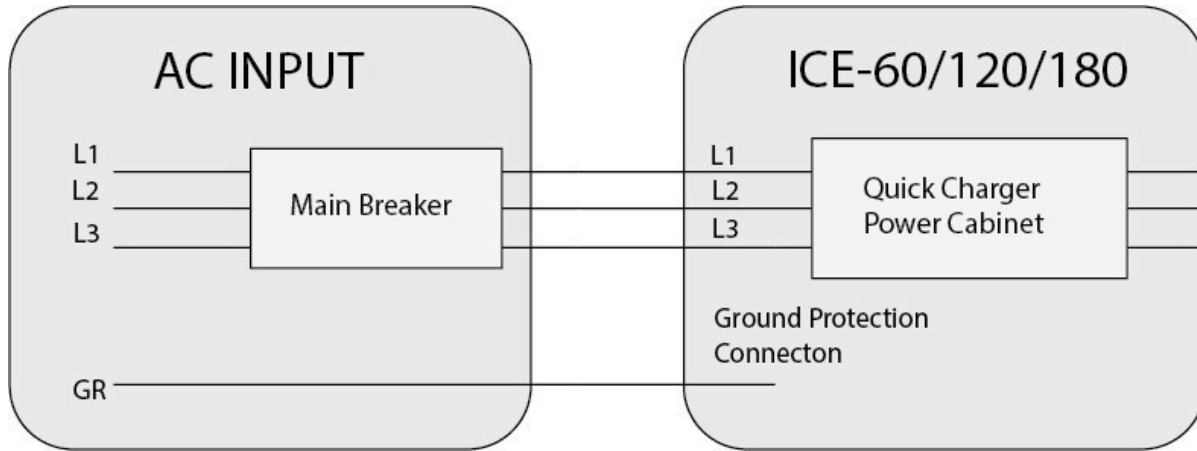 AC INPUT
L1
L2
L3
Main Breaker
GR
ICE-60/120/180
L1
L2
L3
Quick Charger
Power Cabinet
Ground Protection
Connecton